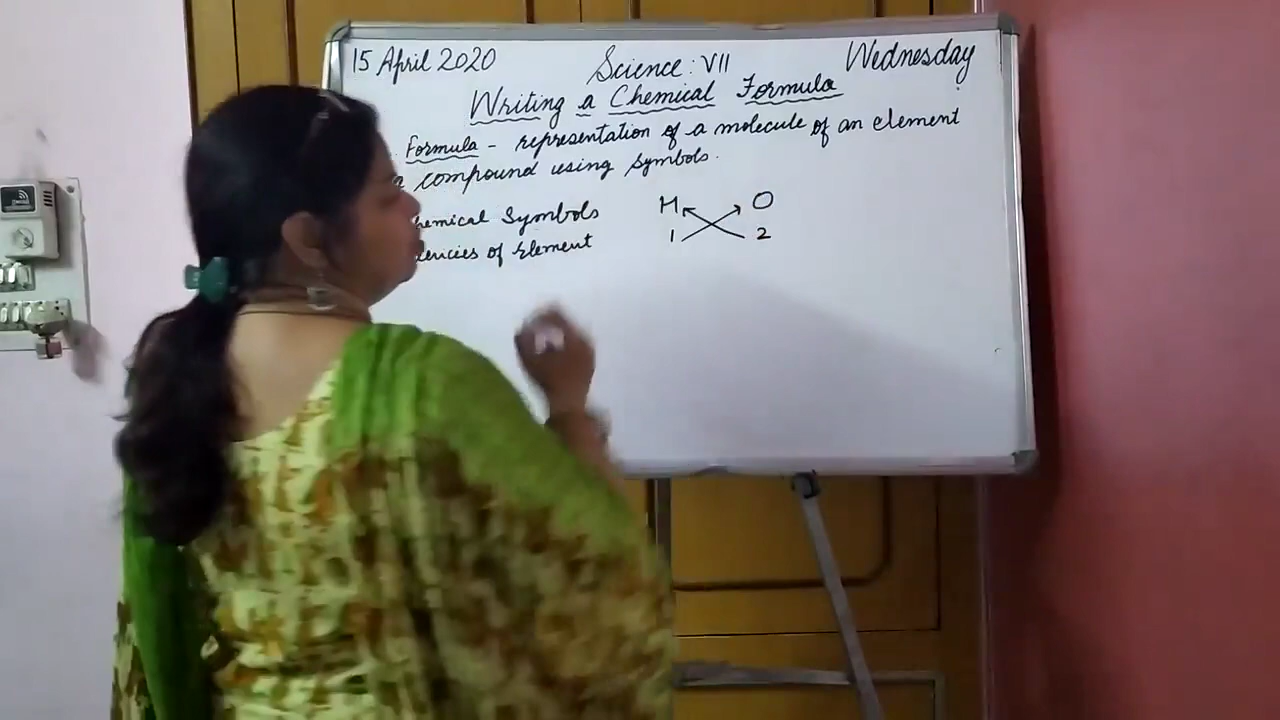 15 April 2020 Science: VII Wednesday
Writing a Chemical Formula
Formula - representation of a molecule of an element
compound using symbols.
hemical Symbols H O
encies of Element 1 2